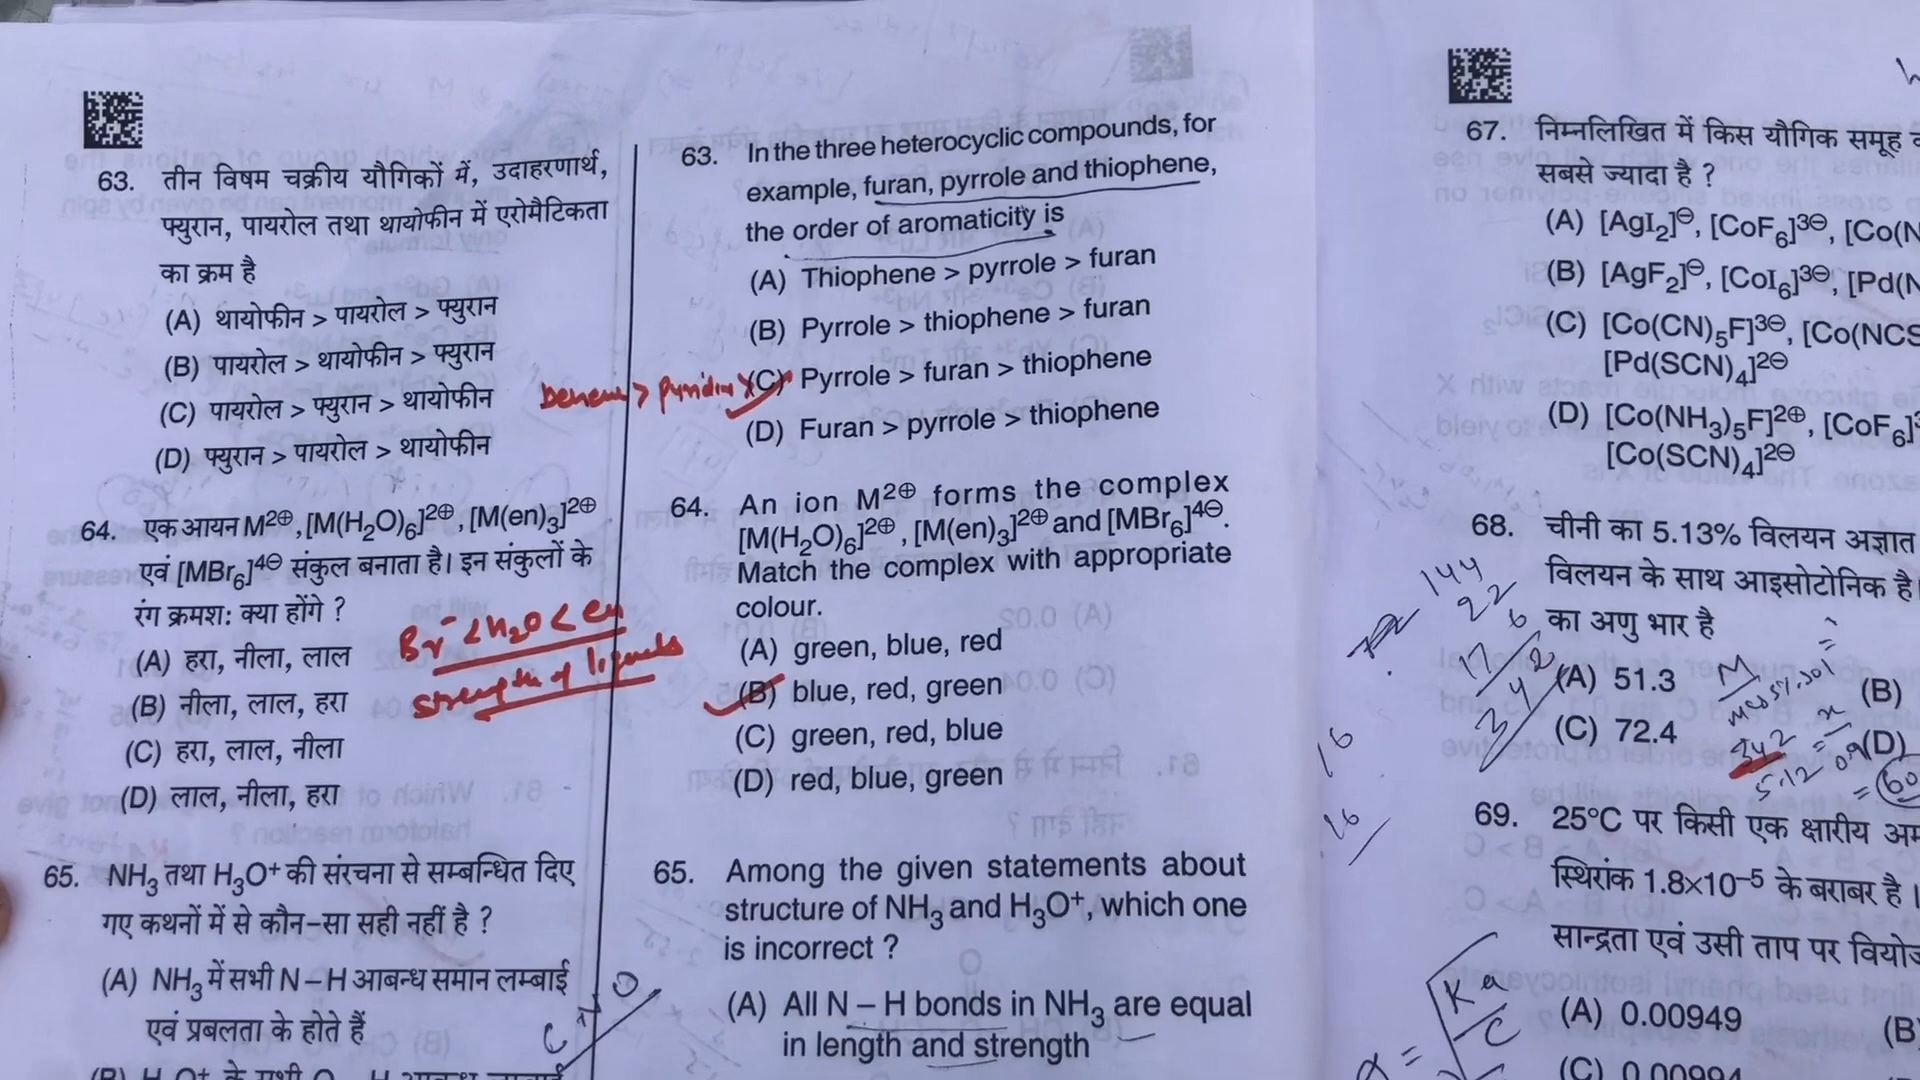 63. तीन विषम चक्रीय यौगिकों में, उदाहरणार्थ,
फ्युरान, पायरोल तथा थायोफीन में एरोमैटिकता
का क्रम है
(A) थायोफीन > पायरोल > फ्युरान
(B) पायरोल > थायोफीन > फ्युरान
(C) पायरोल > फ्युरान > थायोफीन
(D) फ्युरान > पायरोल > थायोफीन
64. एक आयन M²⊕, [M(H₂O)₆]²⊕, [M(en)₃]²⊕
एवं [MBr₆]⁴⊖ संकुल बनाता है। इन संकुलों के
रंग क्रमश: क्या होंगे ?
(A) हरा, नीला, लाल
(B) नीला, लाल, हरा
(C) हरा, लाल, नीला
(D) लाल, नीला, हरा
Br⁻ < H₂O < en
strength of ligands
65. NH₃ तथा H₃O⁺ की संरचना से सम्बन्धित दिए
गए कथनों में से कौन-सा सही नहीं है ?
(A) NH₃ में सभी N – H आबन्ध समान लम्बाई
एवं प्रबलता के होते हैं
63. In the three heterocyclic compounds, for
example, furan, pyrrole and thiophene,
the order of aromaticity is
(A) Thiophene > pyrrole > furan
(B) Pyrrole > thiophene > furan
(C) Pyrrole > furan > thiophene
(D) Furan > pyrrole > thiophene
64. An ion M²⊕ forms the complex
[M(H₂O)₆]²⊕, [M(en)₃]²⊕ and [MBr₆]⁴⊖.
Match the complex with appropriate
colour.
(A) green, blue, red
(B) blue, red, green
(C) green, red, blue
(D) red, blue, green
65. Among the given statements about
structure of NH₃ and H₃O⁺, which one
is incorrect ?
(A) All N – H bonds in NH₃ are equal
in length and strength
67. निम्नलिखित में किस यौगिक समूह
सबसे ज्यादा है ?
(A) [AgI₂]⊖, [CoF₆]³⊖, [Co(N
(B) [AgF₂]⊖, [CoI₆]³⊖, [Pd(N
(C) [Co(CN)₅F]³⊖, [Co(NCS
[Pd(SCN)₄]²⊖
(D) [Co(NH₃)₅F]²⊕, [CoF₆]
[Co(SCN)₄]²⊖
68. चीनी का 5.13% विलयन अज्ञात
विलयन के साथ आइसोटोनिक है।
का अणु भार है
(A) 51.3
(B)
(C) 72.4
(D)
144
22
6
342
342
16
16
69. 25°C पर किसी एक क्षारीय
स्थिरांक 1.8×10⁻⁵ के बराबर है।
सान्द्रता एवं उसी ताप पर
(A) 0.00949
(B)
(C) 0.00994